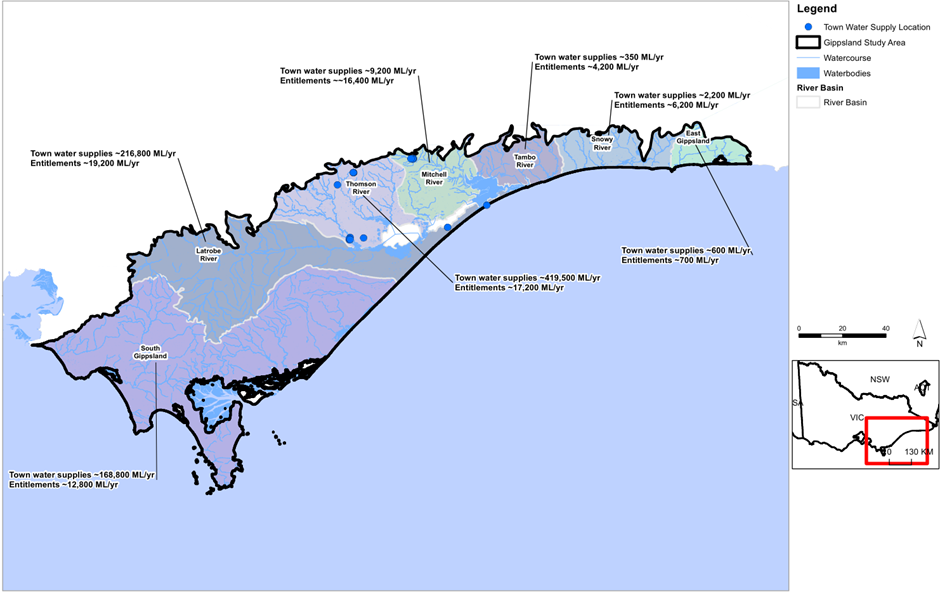 Legend
Town Water Supply Location
Gippsland Study Area
Watercourse
Waterbodies
River Basin
River Basin
Town water supplies ~350 ML/yr
Entitlements ~4,200 ML/yr
Town water supplies ~9,200 ML/yr
Entitlements ~~16,400 ML/yr
Town water supplies ~2,200 ML/yr
Entitlements ~6,200 ML/yr
Town water supplies ~216,800 ML/yr
Entitlements ~19,200 ML/yr
East
Gippsland
Snowy
River
Tambo
River
Mitchell
River
Thomson
River
Latrobe
River
Town water supplies ~600 ML/yr
Entitlements ~700 ML/yr
Town water supplies ~419,500 ML/yr
Entitlements ~17,200 ML/yr
South
Gippsland
Town water supplies ~168,800 ML/yr
Entitlements ~12,800 ML/yr
0 20 40
km
N
NSW
VIC
130 KM